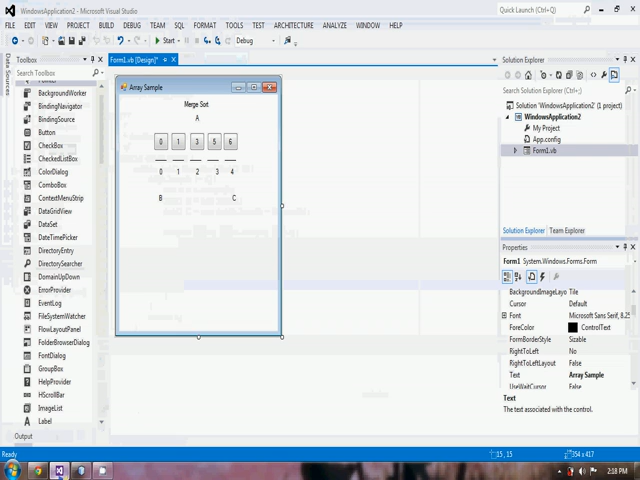 WindowsApplication2 - Microsoft Visual Studio
Quick Launch (Ctrl+Q)
FILE EDIT VIEW PROJECT BUILD DEBUG TEAM SQL FORMAT TOOLS TEST ARCHITECTURE ANALYZE WINDOW HELP
Start Debug
Data Sources
Toolbox
Search Toolbox
Pointer
BackgroundWorker
BindingNavigator
BindingSource
Button
CheckBox
CheckedListBox
ColorDialog
ComboBox
ContextMenuStrip
DataGridView
DataSet
DateTimePicker
DirectoryEntry
DirectorySearcher
DomainUpDown
ErrorProvider
EventLog
FileSystemWatcher
FlowLayoutPanel
FolderBrowserDialog
FontDialog
GroupBox
HelpProvider
HScrollBar
ImageList
Label
Output
Form1.vb [Design]*
Array Sample
Merge Sort
A
0 1 3 5 6
0 1 2 3 4
B C
Solution Explorer
Search Solution Explorer (Ctrl+;)
Solution 'WindowsApplication2' (1 project)
WindowsApplication2
My Project
App.config
Form1.vb
Solution Explorer Team Explorer
Properties
Form1 System.Windows.Forms.Form
BackgroundImageLayo Tile
Cursor Default
Font Microsoft Sans Serif, 8.25
ForeColor ControlText
FormBorderStyle Sizable
RightToLeft No
RightToLeftLayout False
Text Array Sample
UseWaitCursor False
Text
The text associated with the control.
Ready
15 , 15
354 x 417
2:18 PM